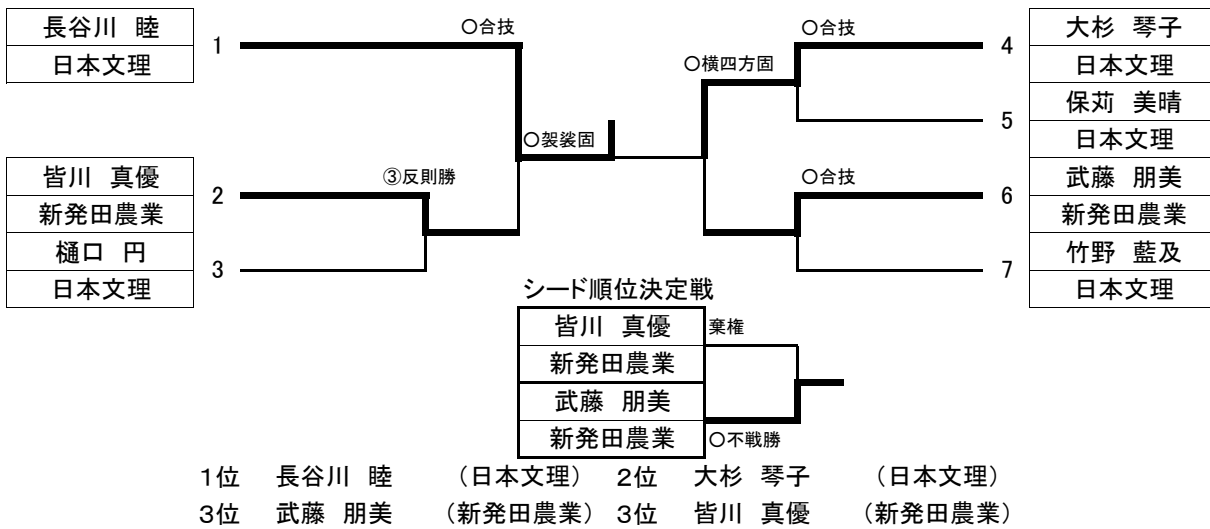 長谷川　睦
日本文理
1
〇合技
〇合技
4
大杉　琴子
日本文理
〇横四方固
保苅　美晴
日本文理
5
〇袈裟固
皆川　真優
新発田農業
2
③反則勝
樋口　円
日本文理
3
〇合技
6
武藤　朋美
新発田農業
竹野　藍及
日本文理
7
シード順位決定戦
皆川　真優
棄権
新発田農業
武藤　朋美
新発田農業
〇不戦勝
1位　長谷川　睦　（日本文理）　2位　大杉　琴子　（日本文理）
3位　武藤　朋美　（新発田農業）　3位　皆川　真優　（新発田農業）